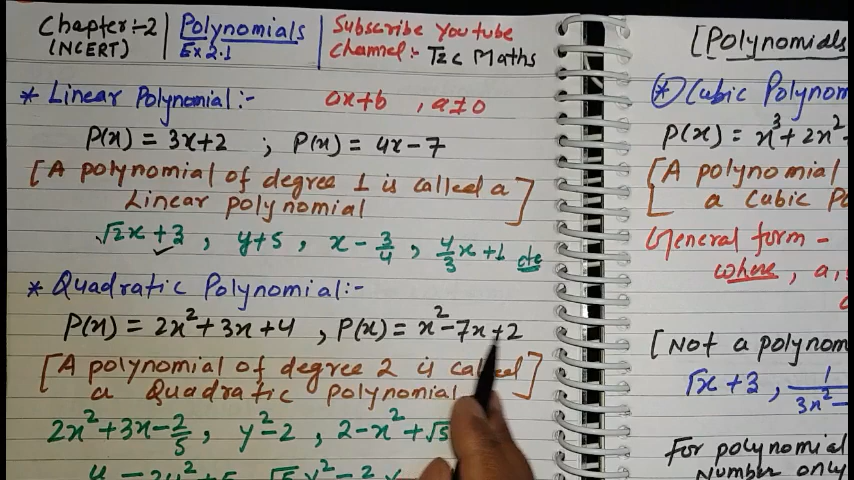 Chapter:-2
(NCERT)
Polynomials
Ex 2.1
Subscribe Youtube
Channel:- T2C Maths
* Linear Polynomial:- ax+b , a≠0
P(x) = 3x+2 ; P(x) = 4x-7
[A polynomial of degree 1 is called a
Linear polynomial]
√2x+3 , y+5 , x-3/4 , 4/3x+1 etc
* Quadratic Polynomial:-
P(x) = 2x²+3x+4 , P(x) = x²-7x+2
[A polynomial of degree 2 is called
a Quadratic polynomial]
2x²+3x-2/5 , y²-2 , 2-x²+√5
[Polynomials
* Cubic Polynom
P(x) = x³+2x²-
[A polynomial
a Cubic Po
General form -
where, a,
[Not a polynom
√x+3 , 1/3x²-
For polynomial
Number only